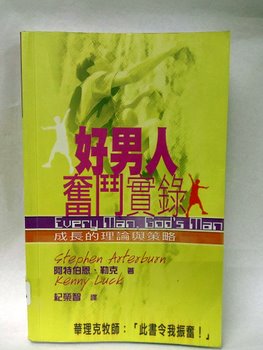 好男人
奮鬥實錄
Every Man, God's Man
成長的理論與策略
Stephen Arterburn
阿特伯恩、勒克 著
Kenny Luck
紀榮智 譯
華理克牧師：「此書令我振奮！」